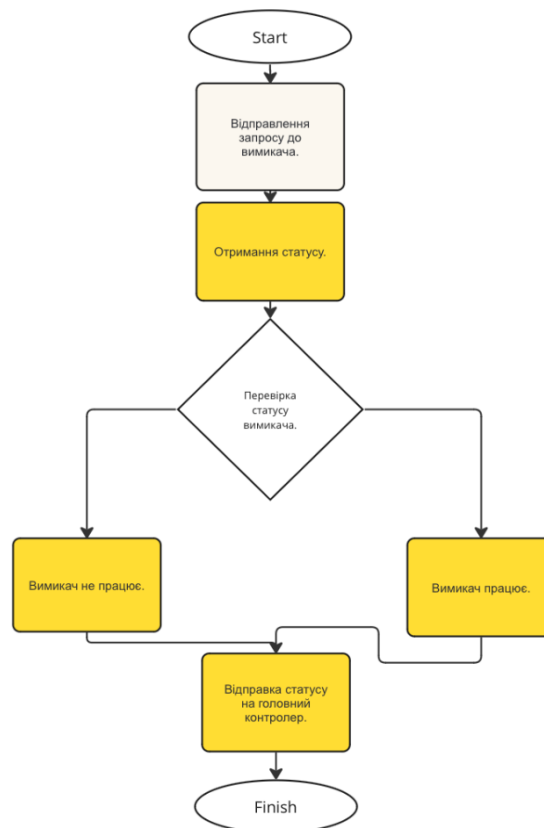 Start
Відправлення
запросу до
вимикача.
Отримання статусу.
Перевірка
статусу
вимикача.
Вимикач не працює.
Вимикач працює.
Відправка статусу
на головний
контролер.
Finish